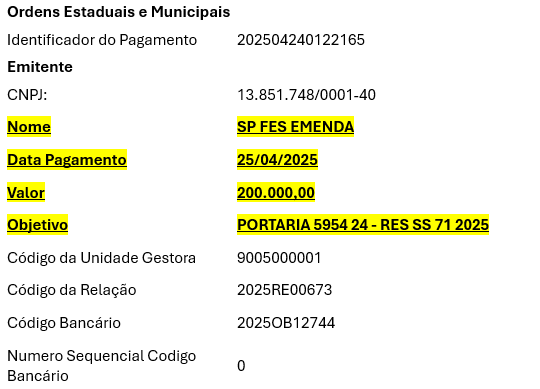 Ordens Estaduais e Municipais
Identificador do Pagamento 202504240122165
Emitente
CNPJ: 13.851.748/0001-40
Nome SP FES EMENDA
Data Pagamento 25/04/2025
Valor 200.000,00
Objetivo PORTARIA 5954 24 - RES SS 71 2025
Código da Unidade Gestora 9005000001
Código da Relação 2025RE00673
Código Bancário 2025OB12744
Numero Sequencial Codigo
Bancário 0